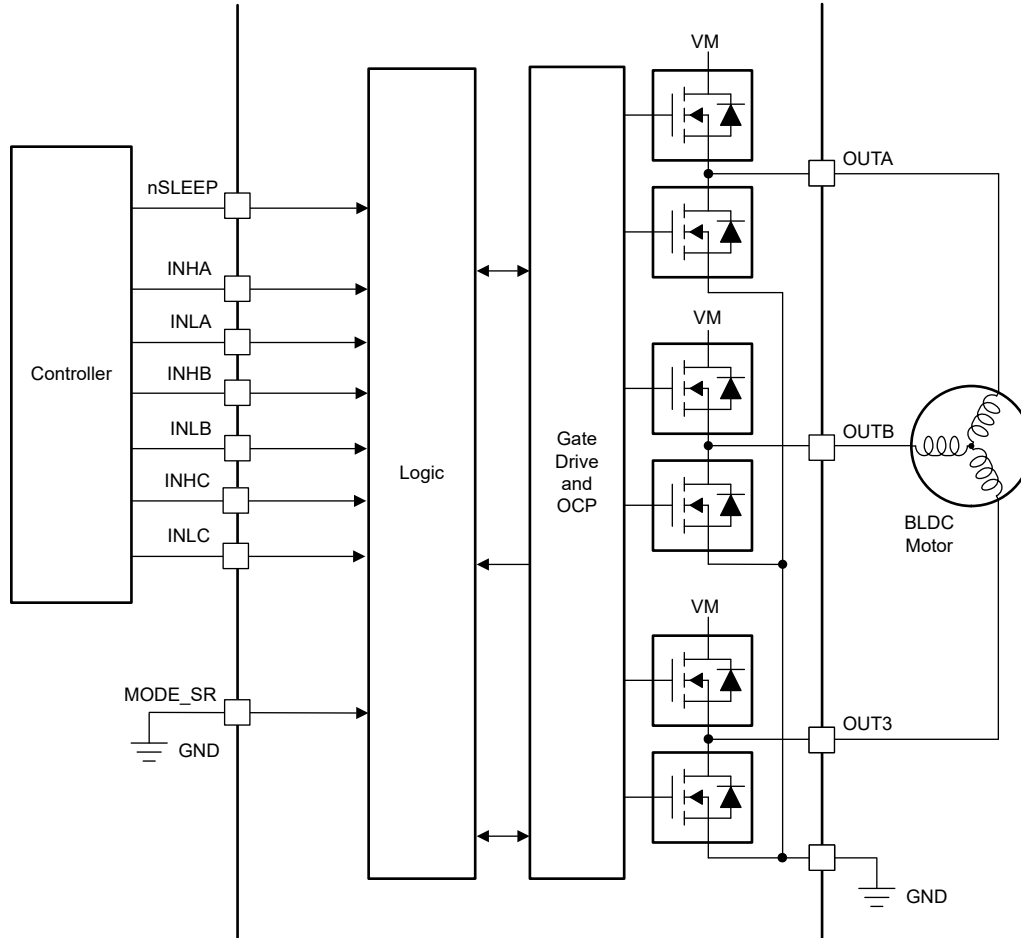 VM
OUTA
nSLEEP
INHA
INLA
VM
INHB
Controller
OUTB
INLB
Logic
Gate
Drive
and
OCP
INHC
BLDC
Motor
INLC
VM
MODE_SR
GND
OUT3
GND